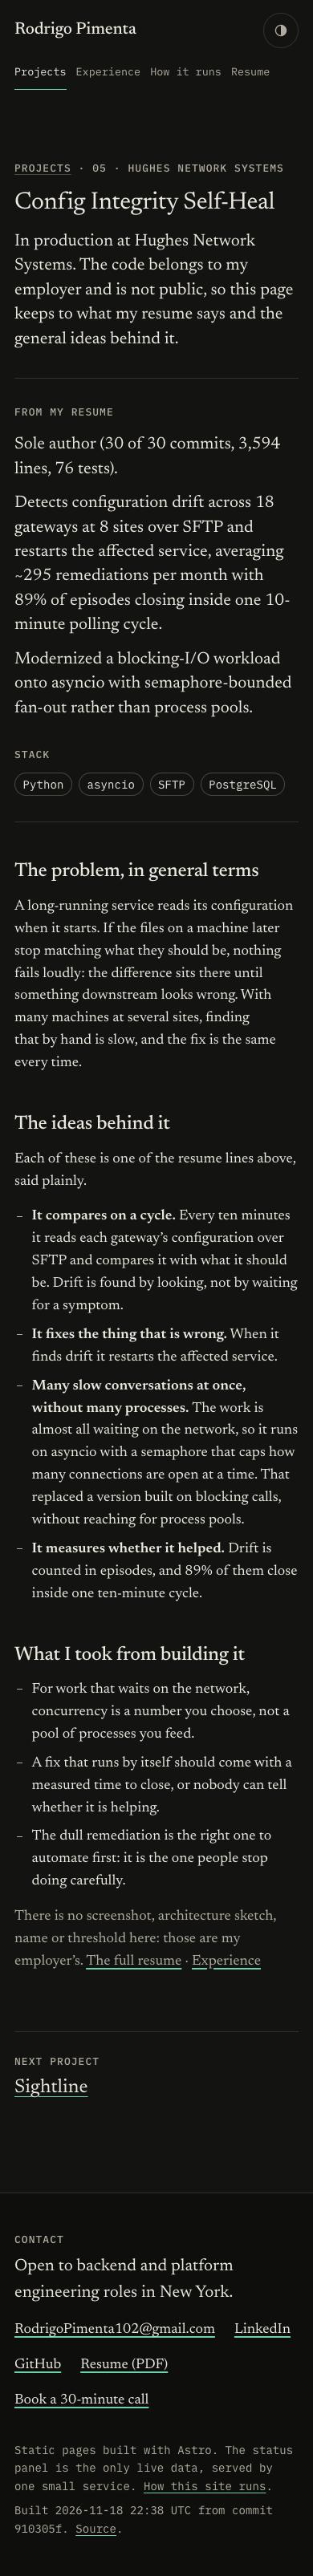 Rodrigo Pimenta
Projects Experience How it runs Resume
PROJECTS · 05 · HUGHES NETWORK SYSTEMS
Config Integrity Self-Heal
In production at Hughes Network
Systems. The code belongs to my
employer and is not public, so this page
keeps to what my resume says and the
general ideas behind it.
FROM MY RESUME
Sole author (30 of 30 commits, 3,594
lines, 76 tests).
Detects configuration drift across 18
gateways at 8 sites over SFTP and
restarts the affected service, averaging
~295 remediations per month with
89% of episodes closing inside one 10-
minute polling cycle.
Modernized a blocking-I/O workload
onto asyncio with semaphore-bounded
fan-out rather than process pools.
STACK
Python asyncio SFTP PostgreSQL
The problem, in general terms
A long-running service reads its configuration
when it starts. If the files on a machine later
stop matching what they should be, nothing
fails loudly: the difference sits there until
something downstream looks wrong. With
many machines at several sites, finding
that by hand is slow, and the fix is the same
every time.
The ideas behind it
Each of these is one of the resume lines above,
said plainly.
– It compares on a cycle. Every ten minutes
it reads each gateway’s configuration over
SFTP and compares it with what it should
be. Drift is found by looking, not by waiting
for a symptom.
– It fixes the thing that is wrong. When it
finds drift it restarts the affected service.
– Many slow conversations at once,
without many processes. The work is
almost all waiting on the network, so it runs
on asyncio with a semaphore that caps how
many connections are open at a time. That
replaced a version built on blocking calls,
without reaching for process pools.
– It measures whether it helped. Drift is
counted in episodes, and 89% of them close
inside one ten-minute cycle.
What I took from building it
– For work that waits on the network,
concurrency is a number you choose, not a
pool of processes you feed.
– A fix that runs by itself should come with a
measured time to close, or nobody can tell
whether it is helping.
– The dull remediation is the right one to
automate first: it is the one people stop
doing carefully.
There is no screenshot, architecture sketch,
name or threshold here: those are my
employer’s. The full resume · Experience
NEXT PROJECT
Sightline
CONTACT
Open to backend and platform
engineering roles in New York.
RodrigoPimenta102@gmail.com LinkedIn
GitHub Resume (PDF)
Book a 30-minute call
Static pages built with Astro. The status
panel is the only live data, served by
one small service. How this site runs.
Built 2026-11-18 22:38 UTC from commit
910305f. Source.